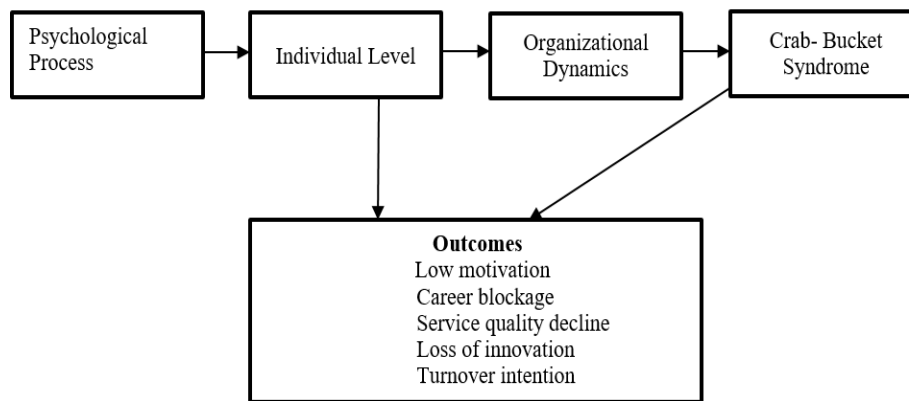 Psychological
Process
Individual Level
Organizational
Dynamics
Crab- Bucket
Syndrome
Outcomes
Low motivation
Career blockage
Service quality decline
Loss of innovation
Turnover intention